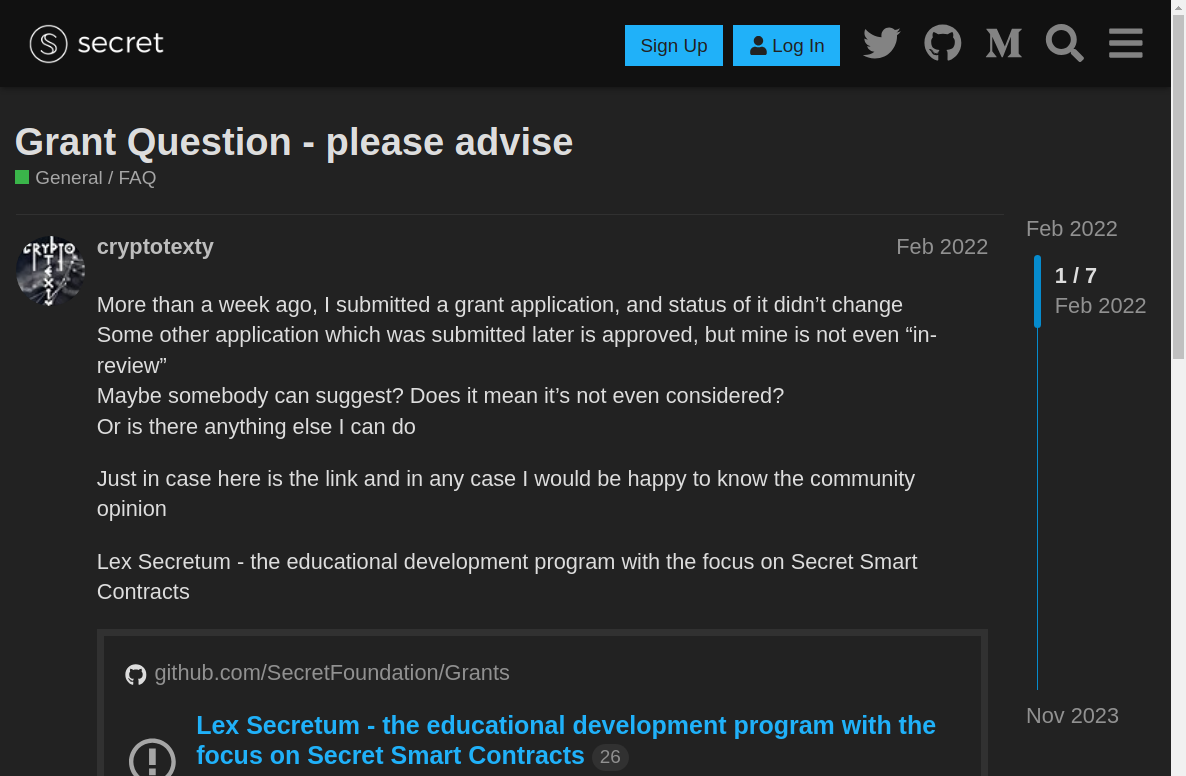 secret
Sign Up
Log In
Grant Question - please advise
General / FAQ
cryptotexty
Feb 2022
More than a week ago, I submitted a grant application, and status of it didn’t change
Some other application which was submitted later is approved, but mine is not even “in-
review”
Maybe somebody can suggest? Does it mean it’s not even considered?
Or is there anything else I can do
Just in case here is the link and in any case I would be happy to know the community
opinion
Lex Secretum - the educational development program with the focus on Secret Smart
Contracts
github.com/SecretFoundation/Grants
Lex Secretum - the educational development program with the
focus on Secret Smart Contracts 26
Feb 2022
1 / 7
Feb 2022
Nov 2023
CRYPTO
TEXTY